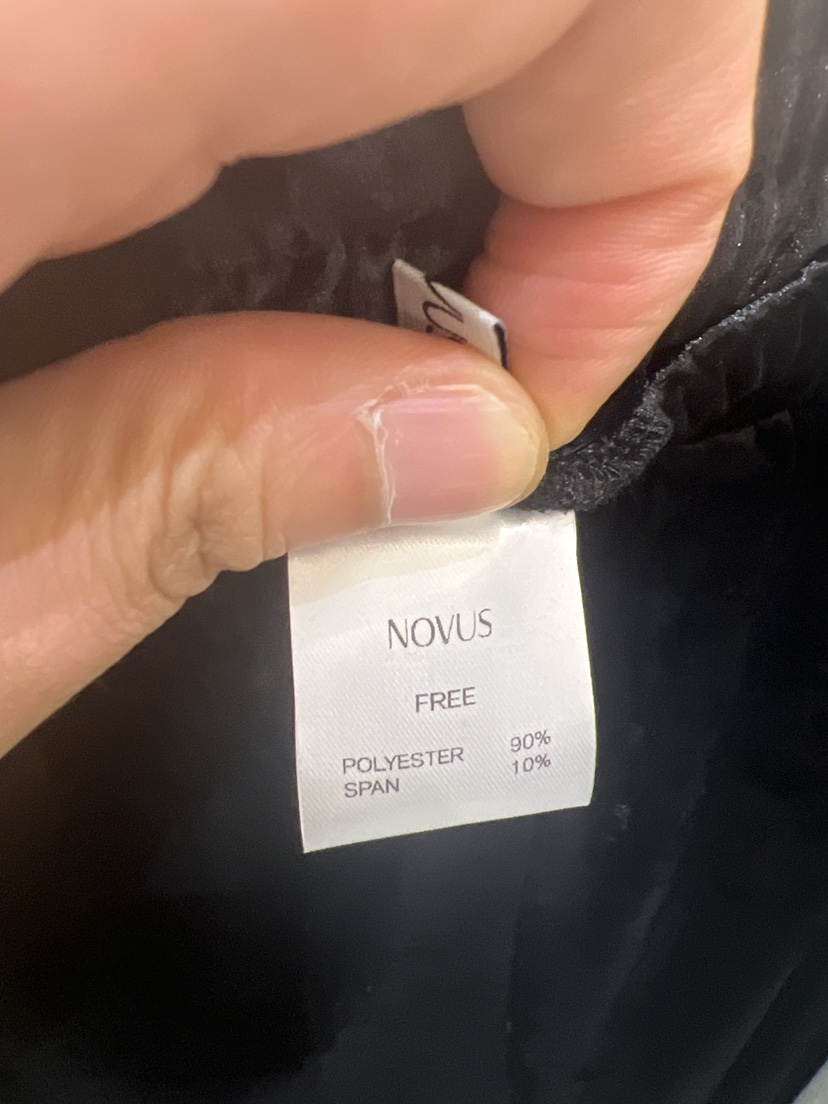 NOVUS
FREE
POLYESTER 90%
SPAN 10%